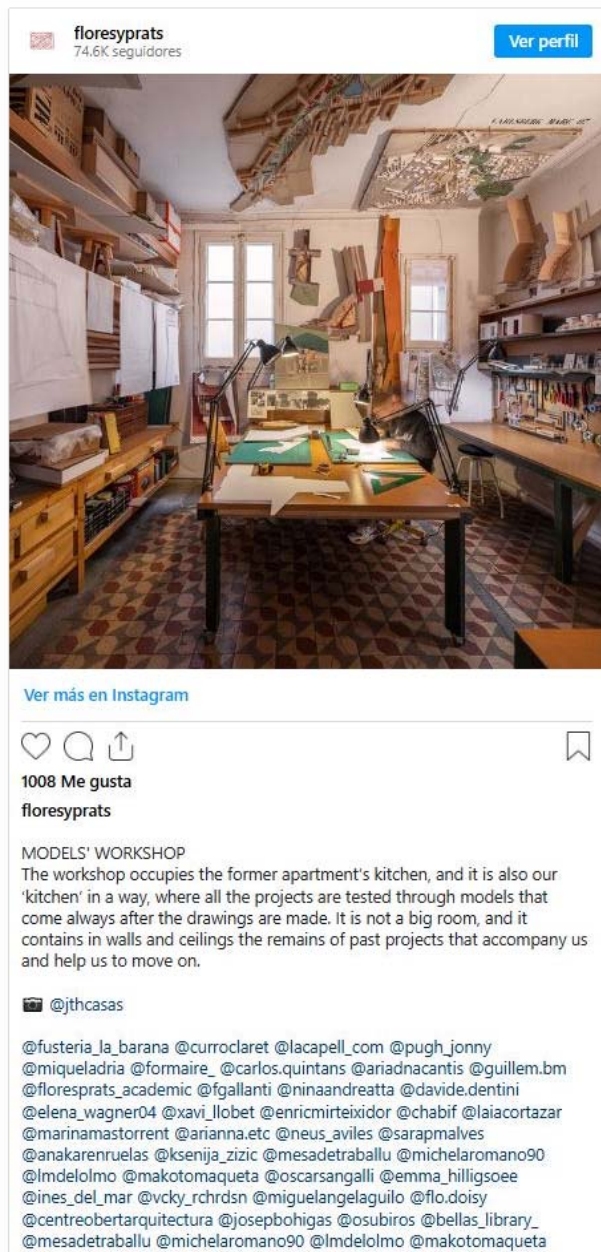 floresyprats
74.6K seguidores
Ver perfil
CARLSBERG MARC 07
Ver más en Instagram
1008 Me gusta
floresyprats
MODELS' WORKSHOP
The workshop occupies the former apartment's kitchen, and it is also our
'kitchen' in a way, where all the projects are tested through models that
come always after the drawings are made. It is not a big room, and it
contains in walls and ceilings the remains of past projects that accompany us
and help us to move on.
@jthcasas
@fusteria_la_barana @curroclaret @lacapell_com @pugh_jonny
@miqueladria @formaire_ @carlos.quintans @ariadnacantis @guillem.bm
@floresprats_academic @fgallanti @ninaandreatta @davide.dentini
@elena_wagner04 @xavi_llobet @enricmirteixidor @chabif @laiacortazar
@marinamastorrent @arianna.etc @neus_aviles @sarapmalves
@anakarenruelas @ksenija_zizic @mesadetraballu @michelaromano90
@lmdelolmo @makotomaqueta @oscarsangalli @emma_hilligsoee
@ines_del_mar @vcky_rchrdsn @miguelangelaguilo @flo.doisy
@centreobertarquitectura @josepbohigas @osubiros @bellas_library_
@mesadetraballu @michelaromano90 @lmdelolmo @makotomaqueta